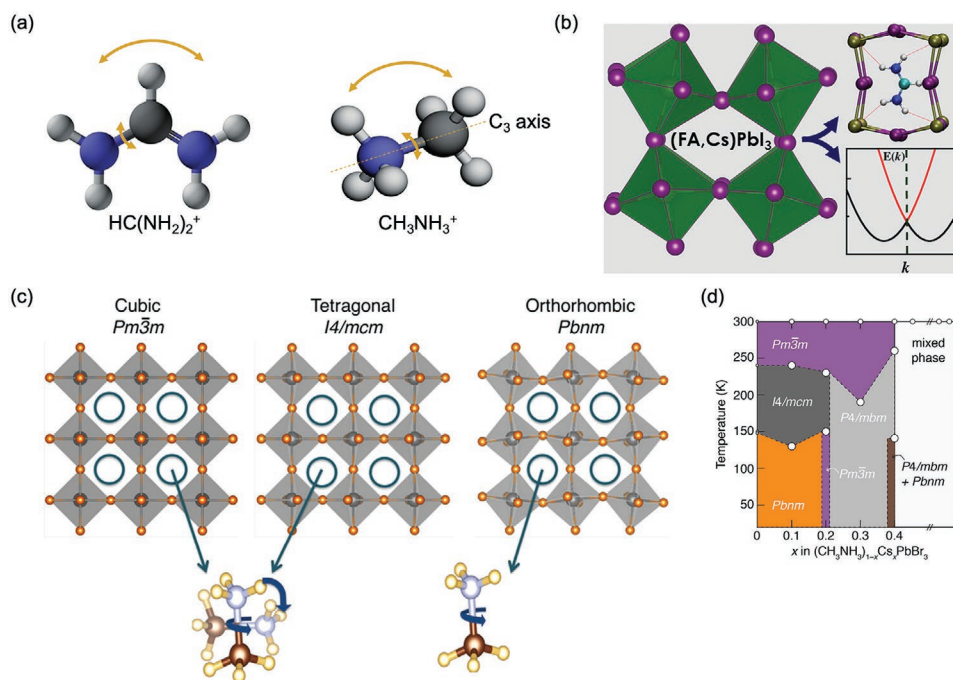 (a)
HC(NH₂)₂⁺
C₃ axis
CH₃NH₃⁺
(b)
(FA,Cs)PbI₃
E(k)
k
(c)
Cubic
Pm3̅m
Tetragonal
I4/mcm
Orthorhombic
Pbnm
(d)
Temperature (K)
300
250
200
150
100
50
Pm3̅m
I4/mcm
P4/mbm
Pm3̅m
Pbnm
mixed
phase
P4/mbm
+ Pbnm
0 0.1 0.2 0.3 0.4
x in (CH₃NH₃)₁₋ₓCsₓPbBr₃